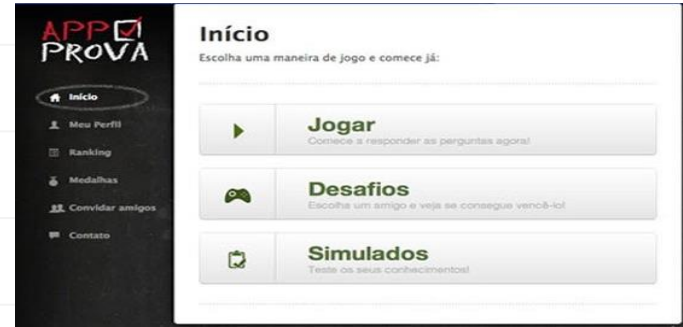 APP
PROVA
Início
Meu Perfil
Ranking
Medalhas
Convidar amigos
Contato
Início
Escolha uma maneira de jogo e comece já:
Jogar
Comece a responder as perguntas agora!
Desafios
Escolha um amigo e veja se consegue vencê-lo!
Simulados
Teste os seus conhecimentos!